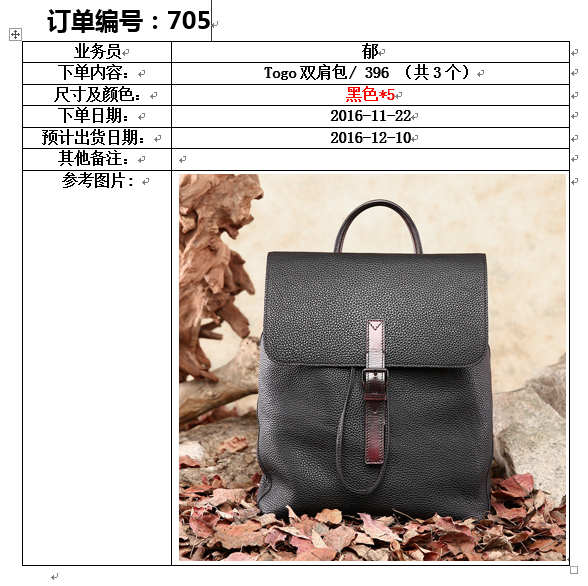 订单编号：705
业务员 郁
下单内容： Togo双肩包/ 396 （共3个）
尺寸及颜色： 黑色*5
下单日期： 2016-11-22
预计出货日期： 2016-12-10
其他备注：
参考图片：